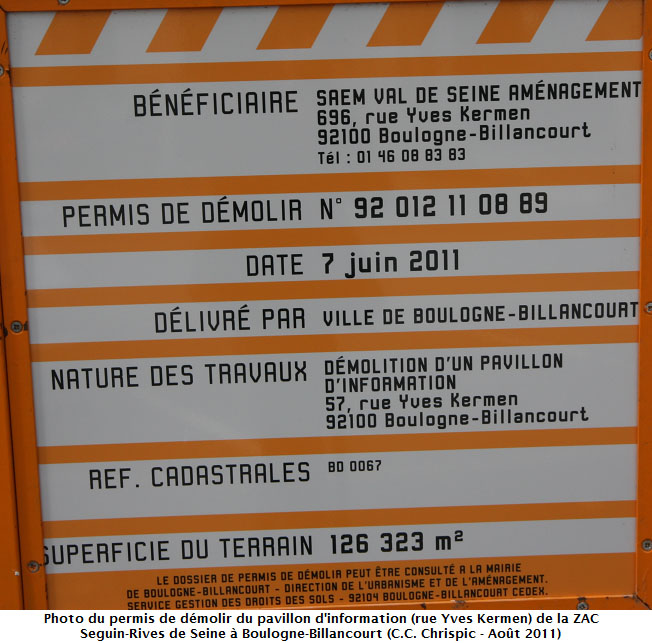 BÉNÉFICIAIRE SAEM VAL DE SEINE AMÉNAGEMENT
696, rue Yves Kermen
92100 Boulogne-Billancourt
Tél : 01 46 08 83 83
PERMIS DE DÉMOLIR N° 92 012 11 08 89
DATE 7 juin 2011
DÉLIVRÉ PAR VILLE DE BOULOGNE-BILLANCOURT
NATURE DES TRAVAUX DÉMOLITION D'UN PAVILLON
D'INFORMATION
57, rue Yves Kermen
92100 Boulogne-Billancourt
REF. CADASTRALES BD 0067
SUPERFICIE DU TERRAIN 126 323 m²
LE DOSSIER DE PERMIS DE DÉMOLIR PEUT ÊTRE CONSULTÉ A LA MAIRIE
DE BOULOGNE-BILLANCOURT - DIRECTION DE L'URBANISME ET DE L'AMÉNAGEMENT.
SERVICE GESTION DES DROITS DES SOLS - 92104 BOULOGNE-BILLANCOURT CEDEX.
Photo du permis de démolir du pavillon d'information (rue Yves Kermen) de la ZAC
Seguin-Rives de Seine à Boulogne-Billancourt (C.C. Chrispic - Août 2011)